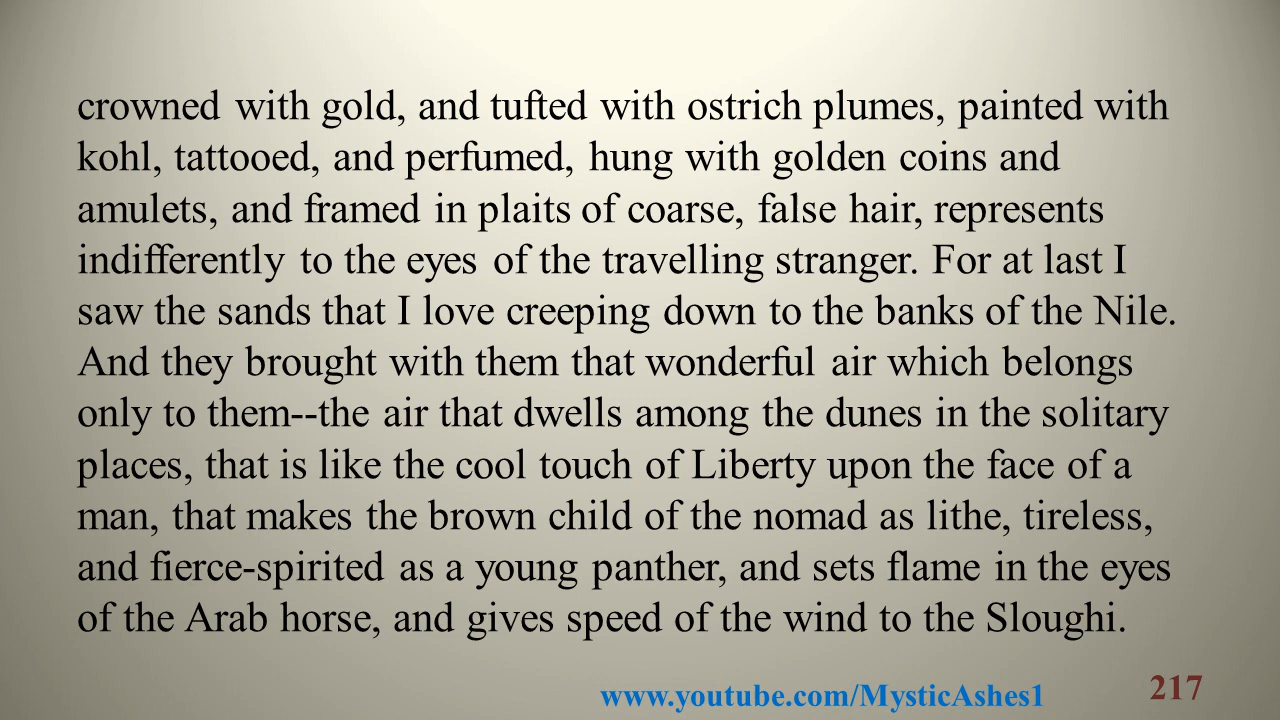 crowned with gold, and tufted with ostrich plumes, painted with
kohl, tattooed, and perfumed, hung with golden coins and
amulets, and framed in plaits of coarse, false hair, represents
indifferently to the eyes of the travelling stranger. For at last I
saw the sands that I love creeping down to the banks of the Nile.
And they brought with them that wonderful air which belongs
only to them--the air that dwells among the dunes in the solitary
places, that is like the cool touch of Liberty upon the face of a
man, that makes the brown child of the nomad as lithe, tireless,
and fierce-spirited as a young panther, and sets flame in the eyes
of the Arab horse, and gives speed of the wind to the Sloughi.
www.youtube.com/MysticAshes1
217